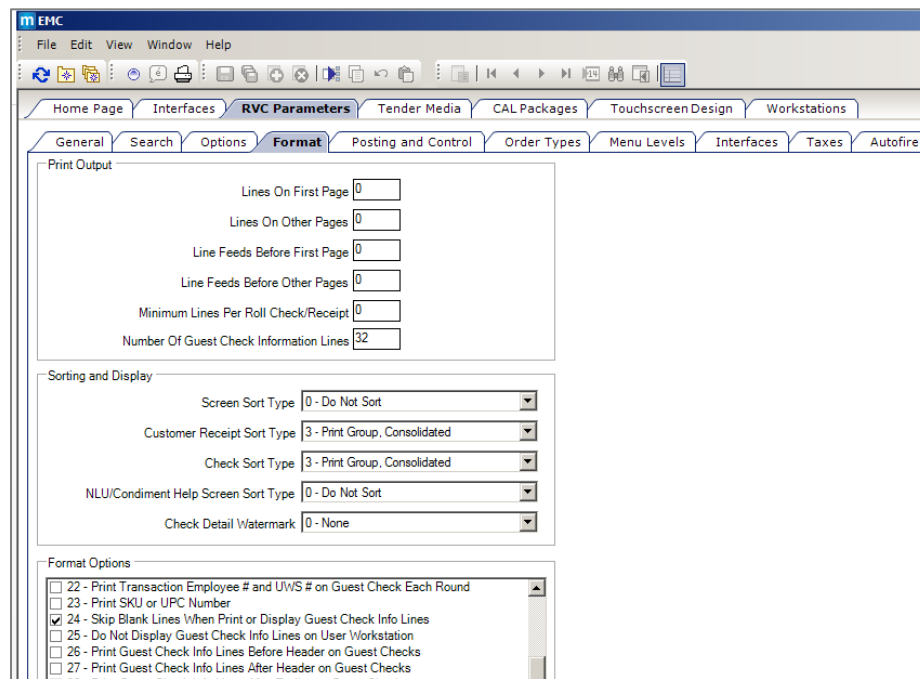 m EMC
File Edit View Window Help
Home Page Interfaces RVC Parameters Tender Media CAL Packages Touchscreen Design Workstations
General Search Options Format Posting and Control Order Types Menu Levels Interfaces Taxes Autofire
Print Output
Lines On First Page 0
Lines On Other Pages 0
Line Feeds Before First Page 0
Line Feeds Before Other Pages 0
Minimum Lines Per Roll Check/Receipt 0
Number Of Guest Check Information Lines 32
Sorting and Display
Screen Sort Type 0 - Do Not Sort
Customer Receipt Sort Type 3 - Print Group, Consolidated
Check Sort Type 3 - Print Group, Consolidated
NLU/Condiment Help Screen Sort Type 0 - Do Not Sort
Check Detail Watermark 0 - None
Format Options
22 - Print Transaction Employee # and UWS # on Guest Check Each Round
23 - Print SKU or UPC Number
24 - Skip Blank Lines When Print or Display Guest Check Info Lines
25 - Do Not Display Guest Check Info Lines on User Workstation
26 - Print Guest Check Info Lines Before Header on Guest Checks
27 - Print Guest Check Info Lines After Header on Guest Checks